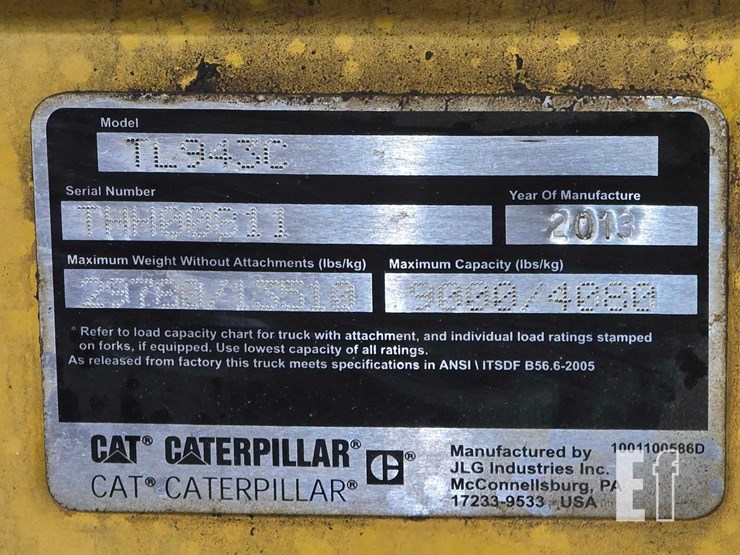 Model
TL943C
Serial Number
Year Of Manufacture
2013
Maximum Weight Without Attachments (lbs/kg)
Maximum Capacity (lbs/kg)
9000/4080
* Refer to load capacity chart for truck with attachment, and individual load ratings stamped
on forks, if equipped. Use lowest capacity of all ratings.
As released from factory this truck meets specifications in ANSI \ ITSDF B56.6-2005
CAT® CATERPILLAR® C®
CAT® CATERPILLAR®
Manufactured by 1001100586D
JLG Industries Inc.
McConnellsburg, PA
17233-9533 USA
Ef